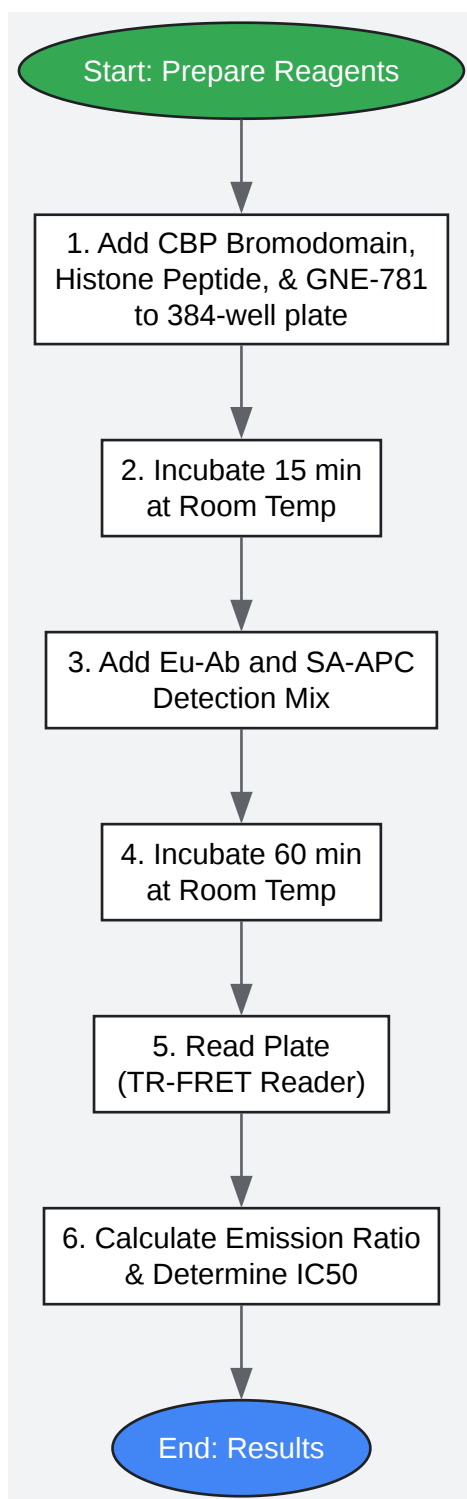 Start: Prepare Reagents
1. Add CBP Bromodomain,
Histone Peptide, & GNE-781
to 384-well plate
2. Incubate 15 min
at Room Temp
3. Add Eu-Ab and SA-APC
Detection Mix
4. Incubate 60 min
at Room Temp
5. Read Plate
(TR-FRET Reader)
6. Calculate Emission Ratio
& Determine IC50
End: Results